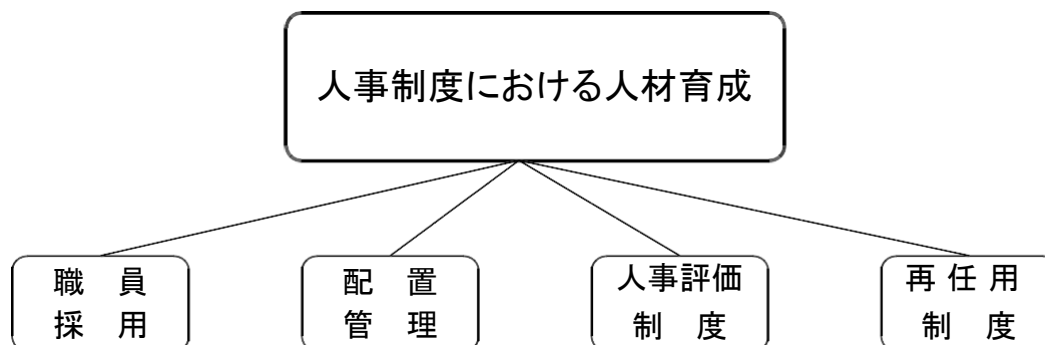 人事制度における人材育成
職　員
採　用
配　置
管　理
人事評価
制　度
再 任 用
制　度